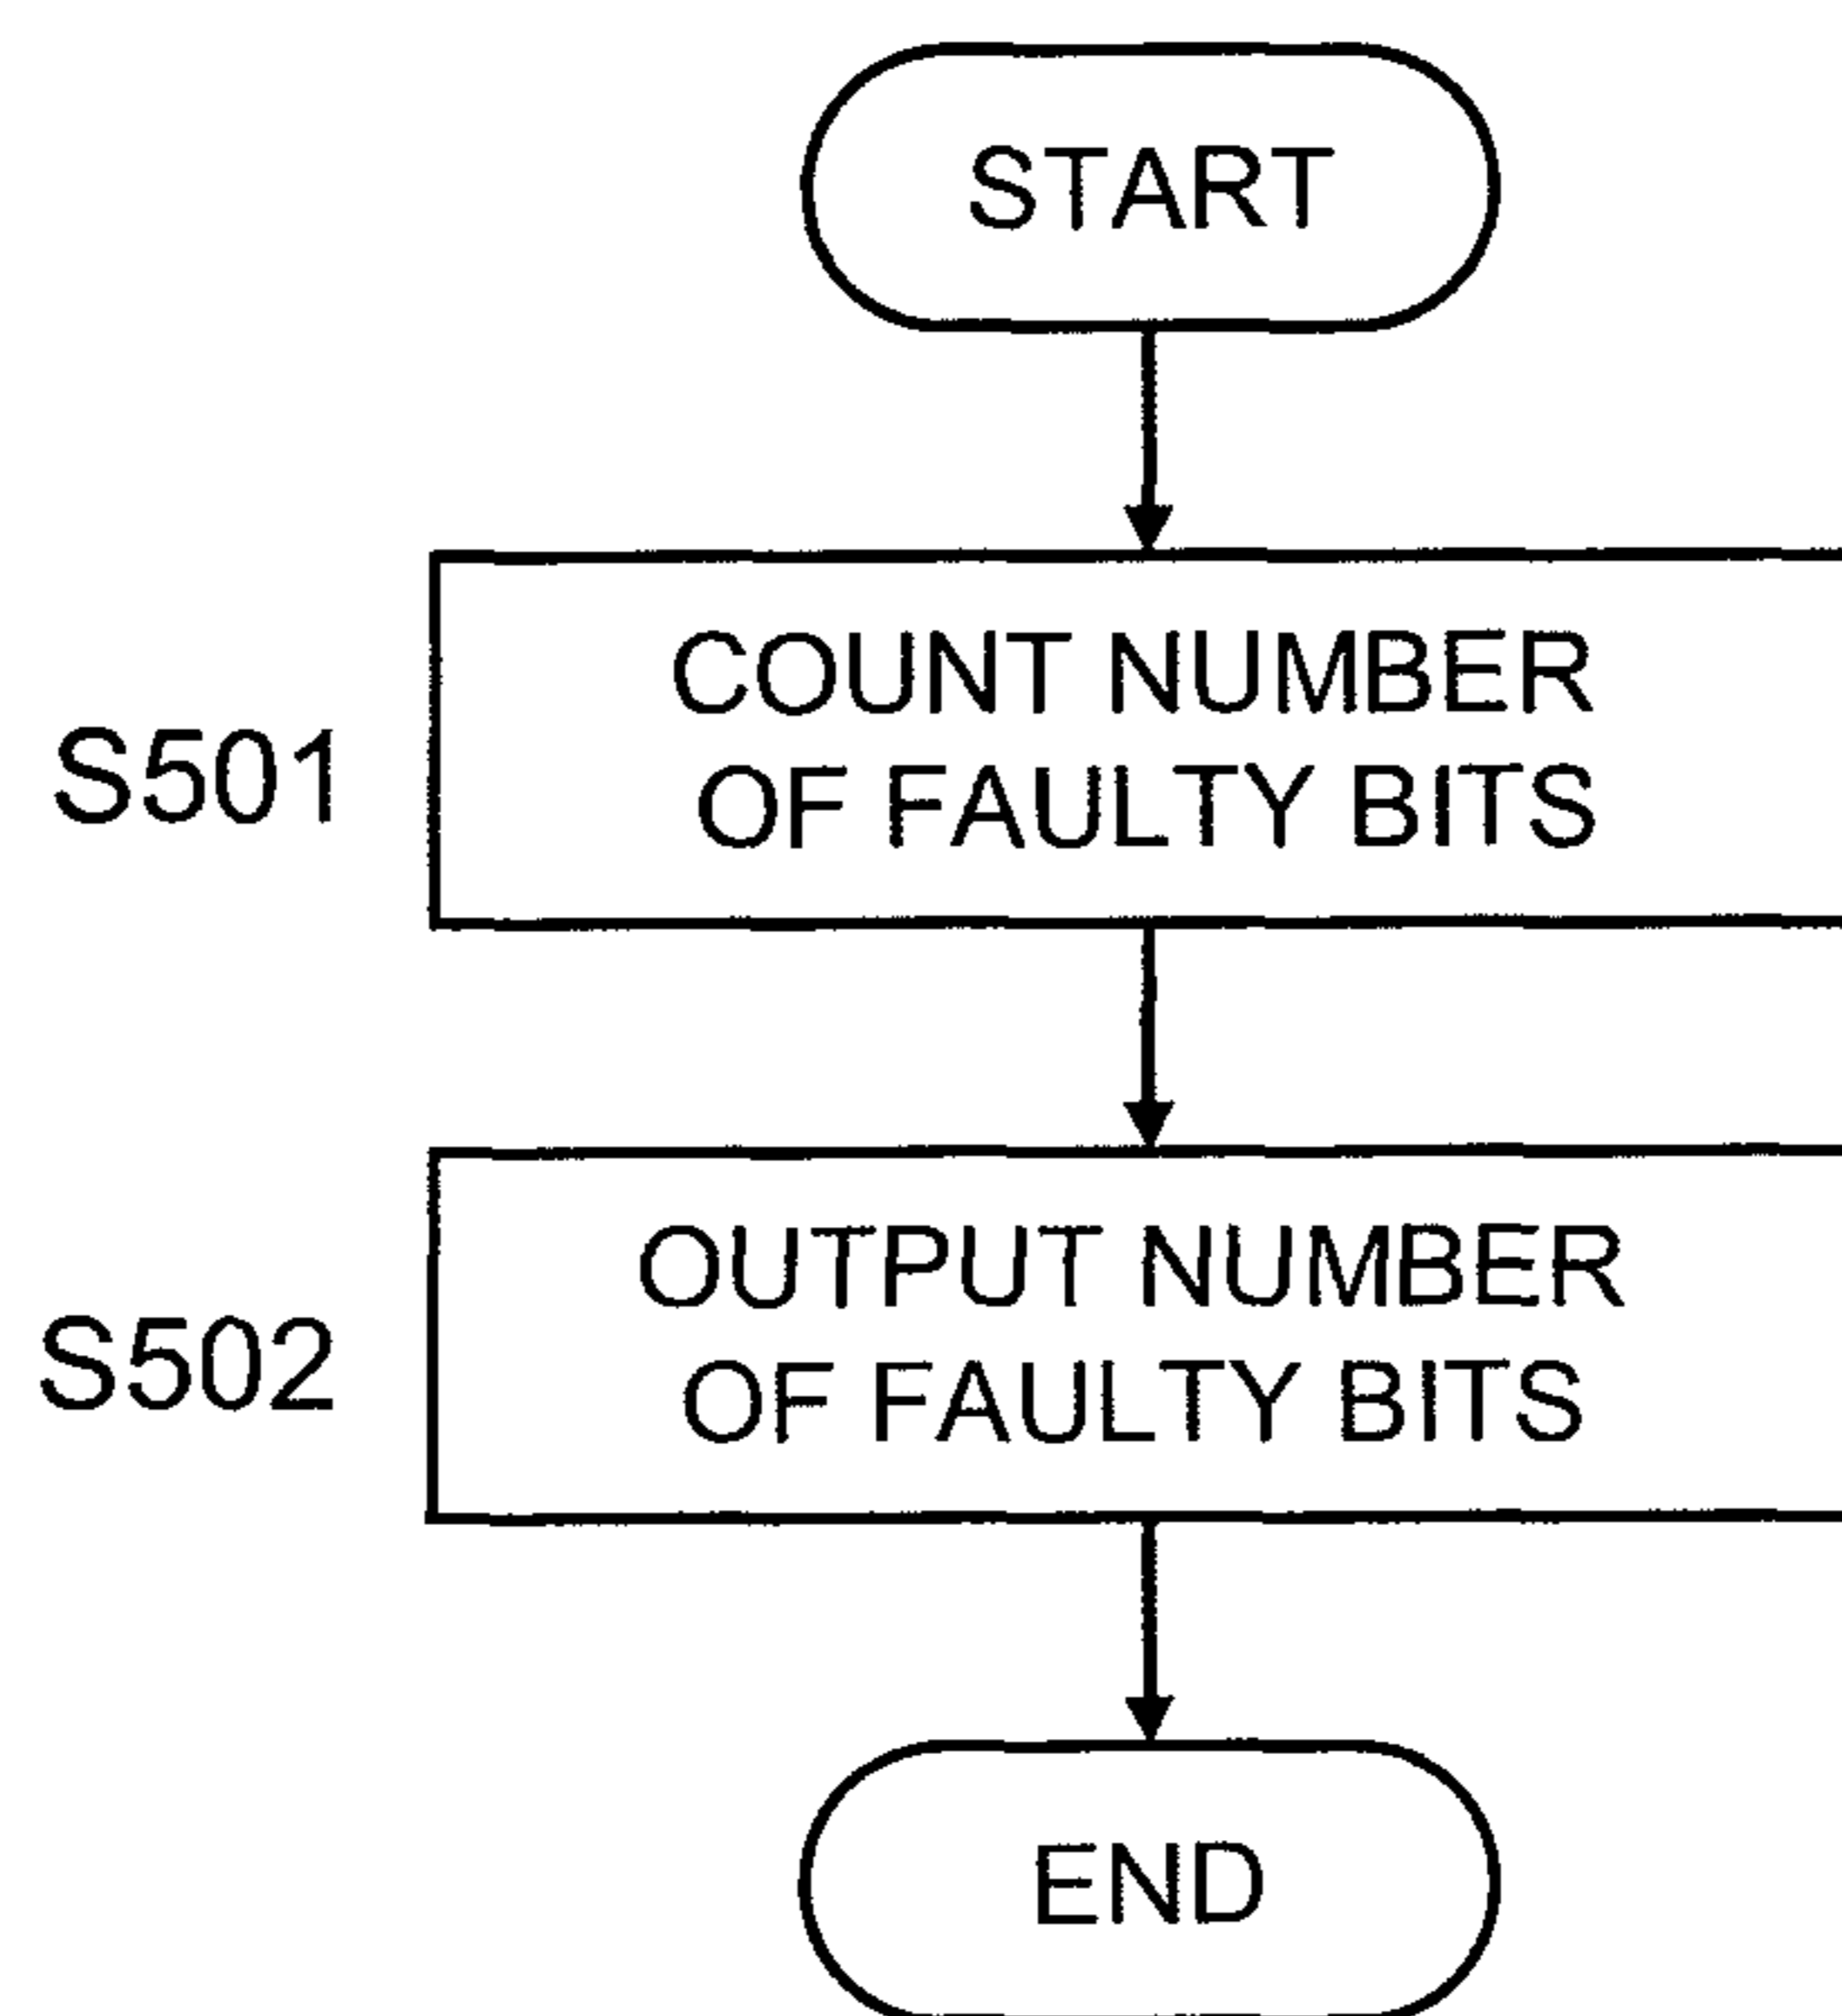 START
COUNT NUMBER
OF FAULTY BITS
S501
OUTPUT NUMBER
OF FAULTY BITS
S502
END